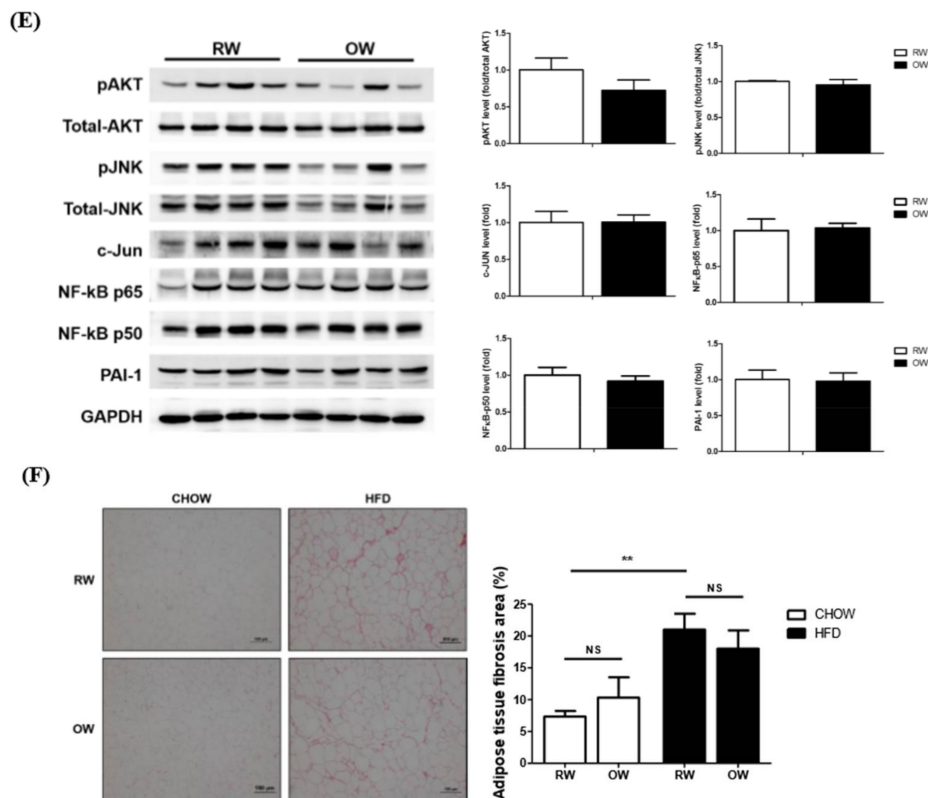 (E)
RW OW
pAKT
Total-AKT
pJNK
Total-JNK
c-Jun
NF-kB p65
NF-kB p50
PAI-1
GAPDH
pAKT level (fold/total AKT)
1.5
1.0
0.5
0.0
pJNK level (fold/total JNK)
1.5
1.0
0.5
0.0
RW
OW
c-JUN level (fold)
1.5
1.0
0.5
0.0
NFκB-p65 level (fold)
1.5
1.0
0.5
0.0
RW
OW
NFκB-p50 level (fold)
1.5
1.0
0.5
0.0
PAI-1 level (fold)
1.5
1.0
0.5
0.0
RW
OW
(F)
CHOW HFD
RW
OW
Adipose tissue fibrosis area (%)
25
20
15
10
5
0
**
NS
NS
CHOW
HFD
RW OW RW OW